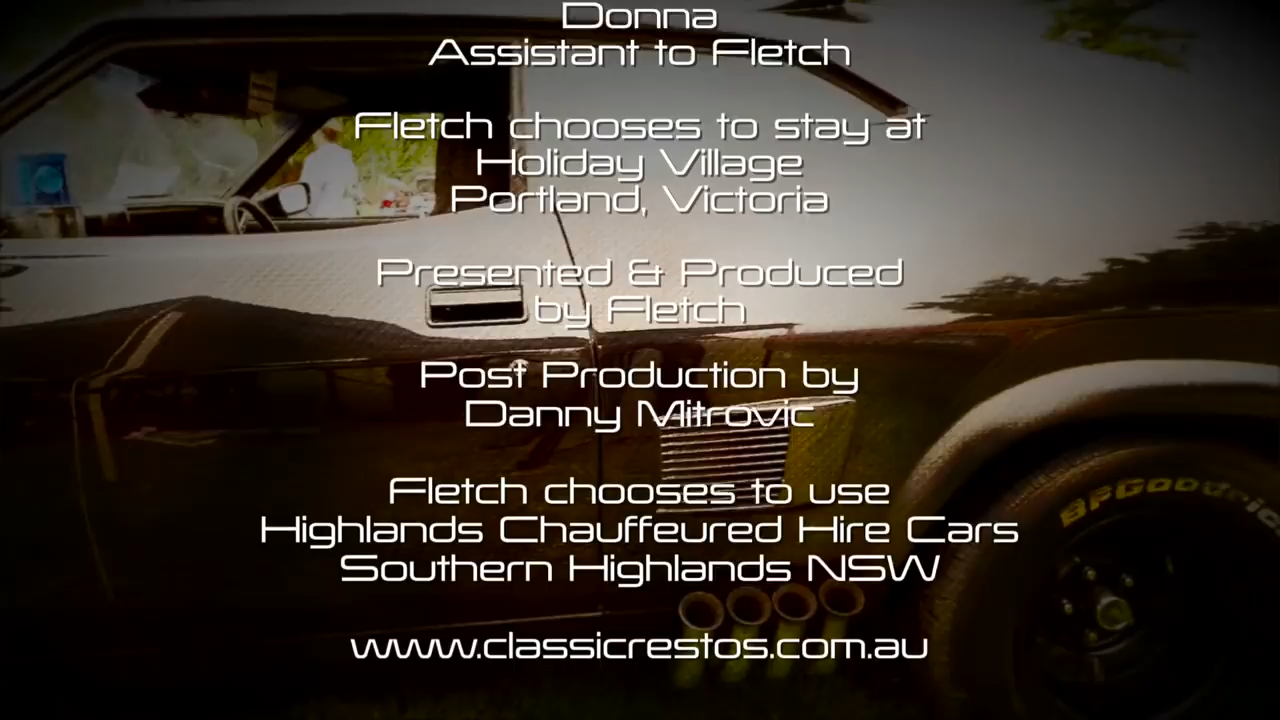 Donna
Assistant to Fletch
Fletch chooses to stay at
Holiday Village
Portland, Victoria
Presented & Produced
by Fletch
Post Production by
Danny Mitrovic
Fletch chooses to use
Highlands Chauffeured Hire Cars
Southern Highlands NSW
www.classicrestos.com.au
BFGoodrich